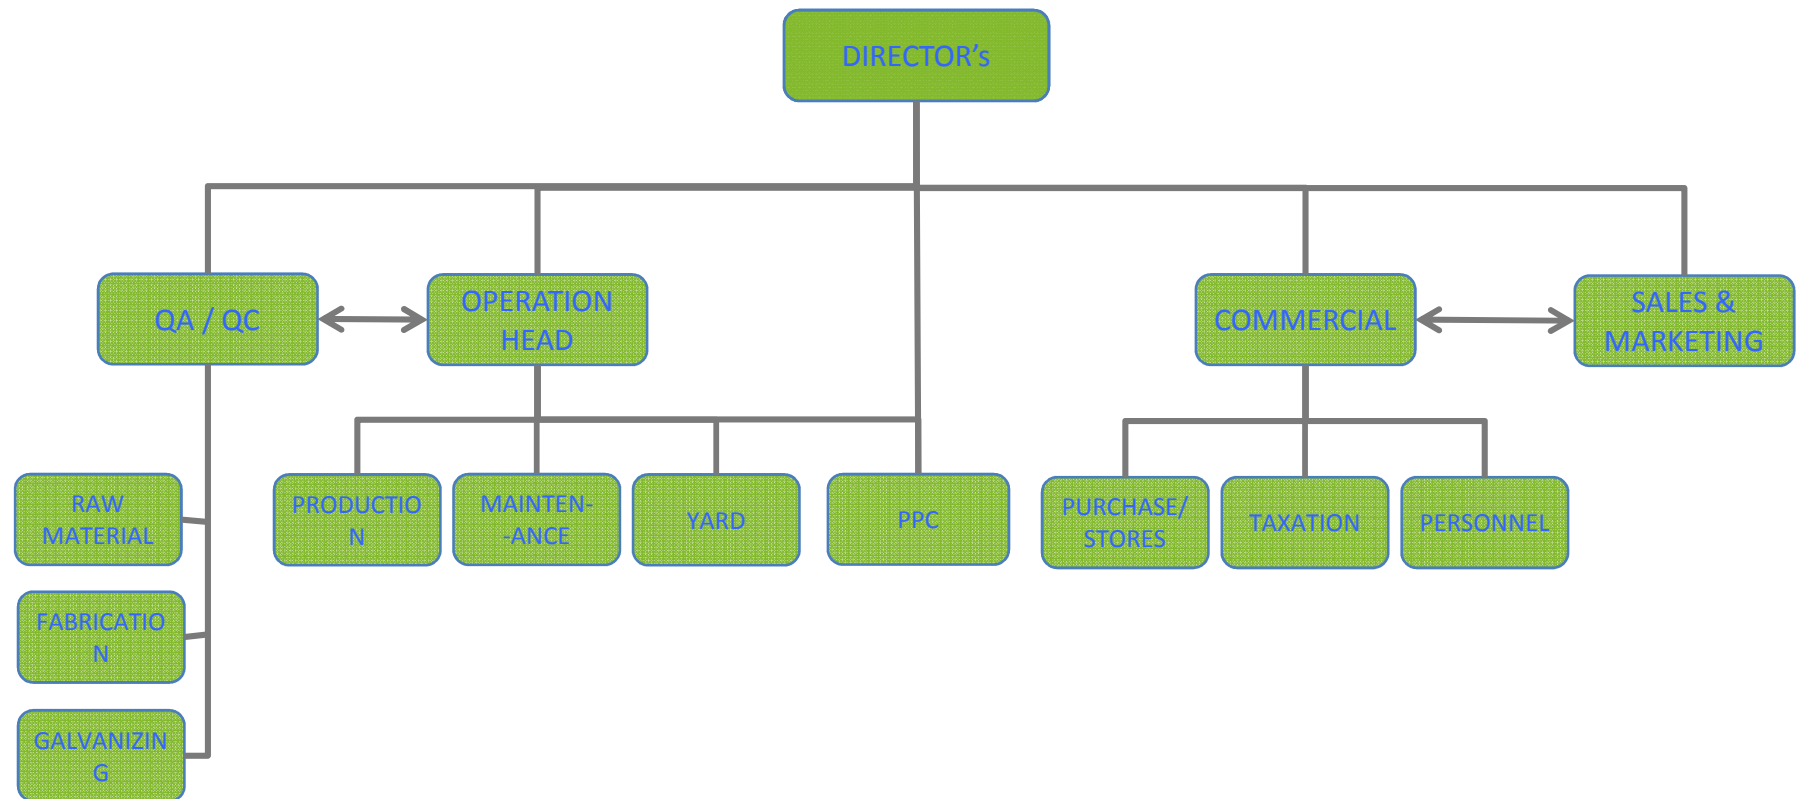 DIRECTOR’s
QA / QC
OPERATION
HEAD
COMMERCIAL
SALES &
MARKETING
RAW
MATERIAL
PRODUCTIO
N
MAINTEN-
-ANCE
YARD
PPC
PURCHASE/
STORES
TAXATION
PERSONNEL
FABRICATIO
N
GALVANIZIN
G